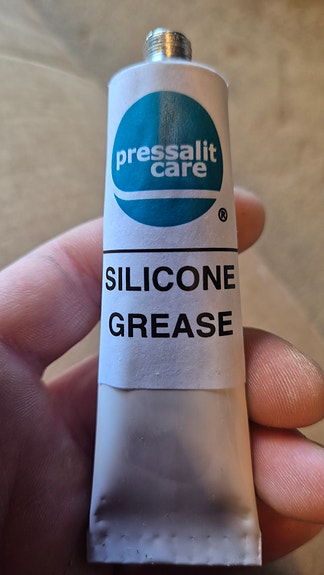 pressalit
care
®
SILICONE
GREASE